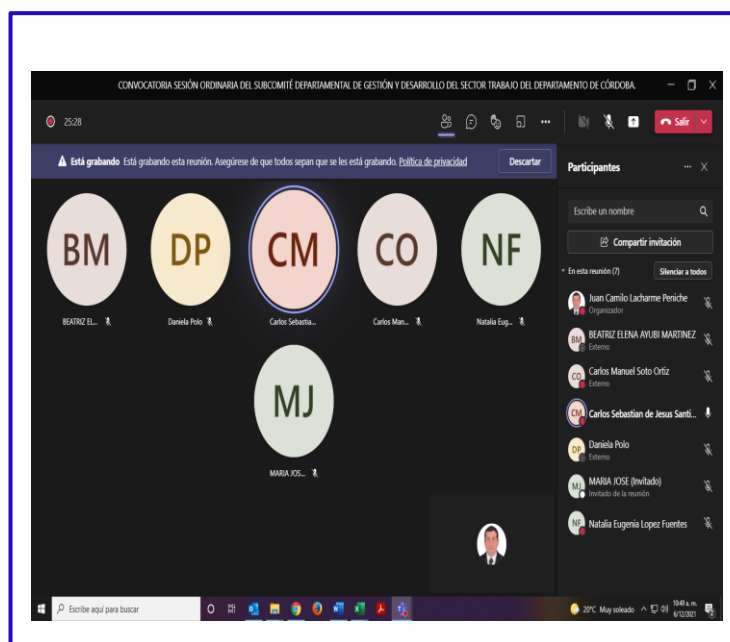 CONVOCATORIA SESIÓN ORDINARIA DEL SUBCOMITÉ DEPARTAMENTAL DE GESTIÓN Y DESARROLLO DEL SECTOR TRABAJO DEL DEPARTAMENTO DE CÓRDOBA.
25:28
Salir
Está grabando Está grabando esta reunión. Asegúrese de que todos sepan que se les está grabando. Política de privacidad
Descartar
BM
DP
CM
CO
NF
BEATRIZ EL...
Daniela Polo
Carlos Sebastia...
Carlos Man...
Natalia Eug...
MJ
MARIA JOS...
Participantes
Escribe un nombre
Compartir invitación
En esta reunión (7)
Silenciar a todos
Juan Camilo Lacharme Peniche
Organizador
BM
BEATRIZ ELENA AYUBI MARTINEZ
Externo
CO
Carlos Manuel Soto Ortiz
Externo
CM
Carlos Sebastian de Jesus Santi...
DP
Daniela Polo
Externo
MJ
MARIA JOSE (Invitado)
Invitado de la reunión
NF
Natalia Eugenia Lopez Fuentes
Escribe aquí para buscar
20°C Muy soleado
10:49 a. m.
6/12/2021